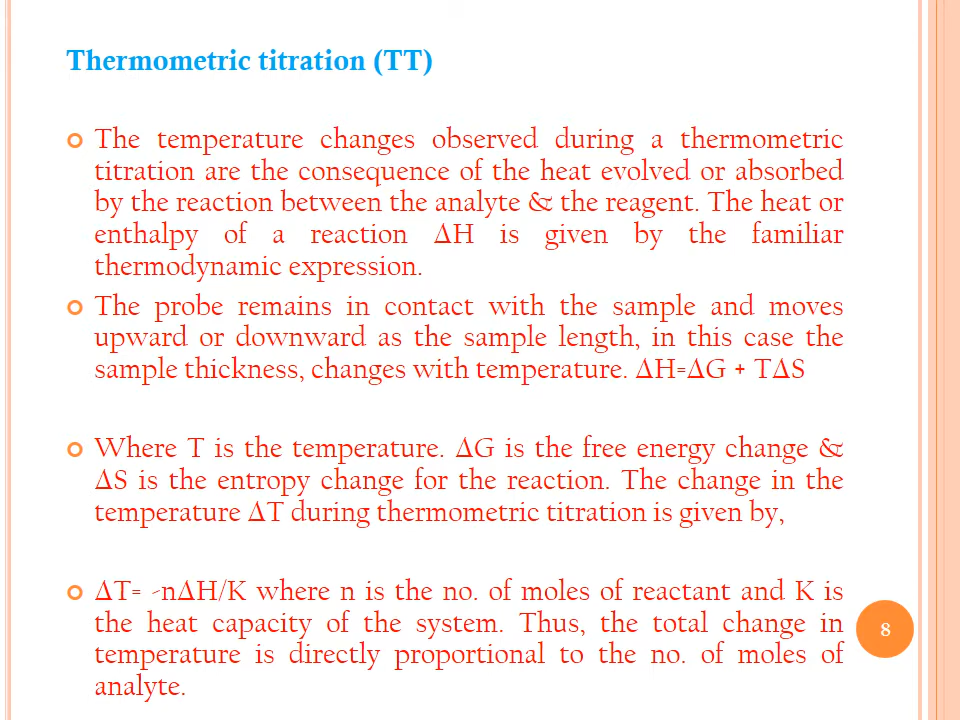 Thermometric titration (TT)
The temperature changes observed during a thermometric
titration are the consequence of the heat evolved or absorbed
by the reaction between the analyte & the reagent. The heat or
enthalpy of a reaction ΔH is given by the familiar
thermodynamic expression.
The probe remains in contact with the sample and moves
upward or downward as the sample length, in this case the
sample thickness, changes with temperature. ΔH=ΔG + TΔS
Where T is the temperature. ΔG is the free energy change &
ΔS is the entropy change for the reaction. The change in the
temperature ΔT during thermometric titration is given by,
ΔT= -nΔH/K where n is the no. of moles of reactant and K is
the heat capacity of the system. Thus, the total change in
temperature is directly proportional to the no. of moles of
analyte.
8